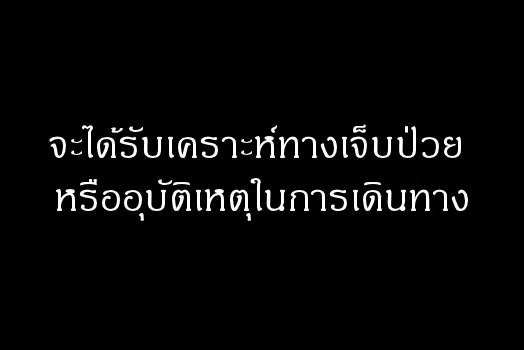 จะได้รับเคราะห์ทางเจ็บป่วย
หรืออุบัติเหตุในการเดินทาง